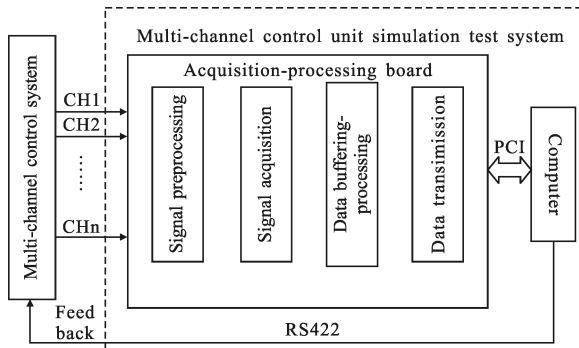 Multi-channel control unit simulation test system
Acquisition-processing board
Multi-channel control system
CH1
CH2
......
CHn
Signal preprocessing
Signal acquisition
Data buffering-
processing
Data transimission
PCI
Computer
Feed
back
RS422